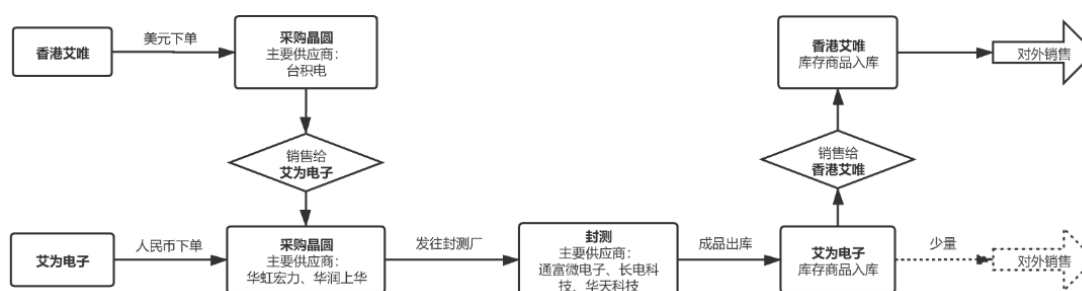 香港艾唯
美元下单
采购晶圆
主要供应商：
台积电
香港艾唯
库存商品入库
对外销售
销售给
艾为电子
销售给
香港艾唯
艾为电子
人民币下单
采购晶圆
主要供应商：
华虹宏力、华润上华
发往封测厂
封测
主要供应商：
通富微电子、长电科
技、华天科技
成品出库
艾为电子
库存商品入库
少量
对外销售